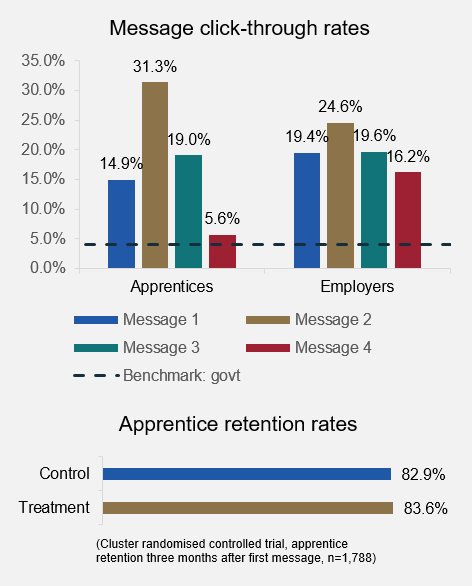 Message click-through rates
35.0%
30.0%
25.0%
20.0%
15.0%
10.0%
5.0%
0.0%
14.9%
31.3%
19.0%
5.6%
19.4%
24.6%
19.6%
16.2%
Apprentices Employers
Message 1 Message 2
Message 3 Message 4
Benchmark: govt
Apprentice retention rates
Control 82.9%
Treatment 83.6%
(Cluster randomised controlled trial, apprentice
retention three months after first message, n=1,788)